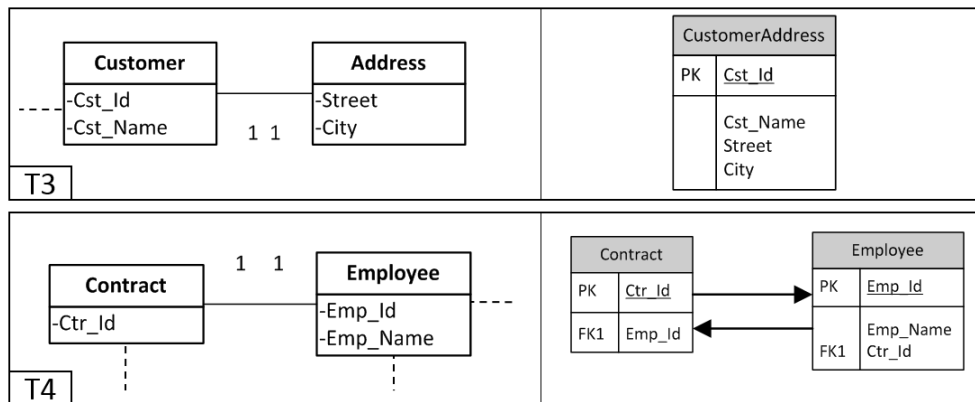 Customer
-Cst_Id
-Cst_Name
1 1
Address
-Street
-City
CustomerAddress
PK Cst_Id
Cst_Name
Street
City
T3
Contract
-Ctr_Id
1 1
Employee
-Emp_Id
-Emp_Name
Contract
PK Ctr_Id
FK1 Emp_Id
Employee
PK Emp_Id
Emp_Name
FK1 Ctr_Id
T4